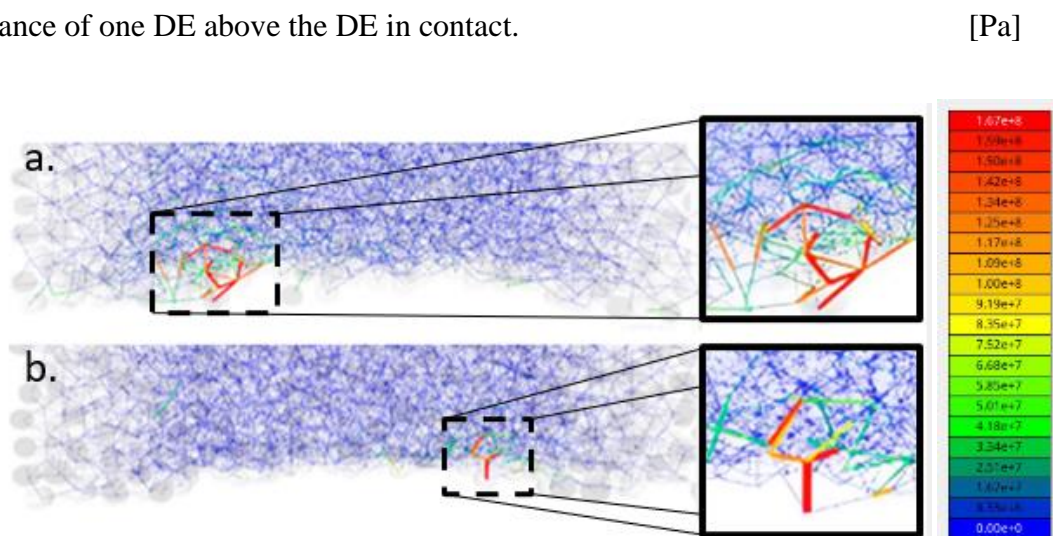 ance of one DE above the DE in contact. [Pa]
a.
b.
1.67e+8
1.59e+8
1.50e+8
1.42e+8
1.34e+8
1.25e+8
1.17e+8
1.09e+8
1.00e+8
9.19e+7
8.35e+7
7.52e+7
6.68e+7
5.85e+7
5.01e+7
4.18e+7
3.34e+7
2.51e+7
0.00e+0